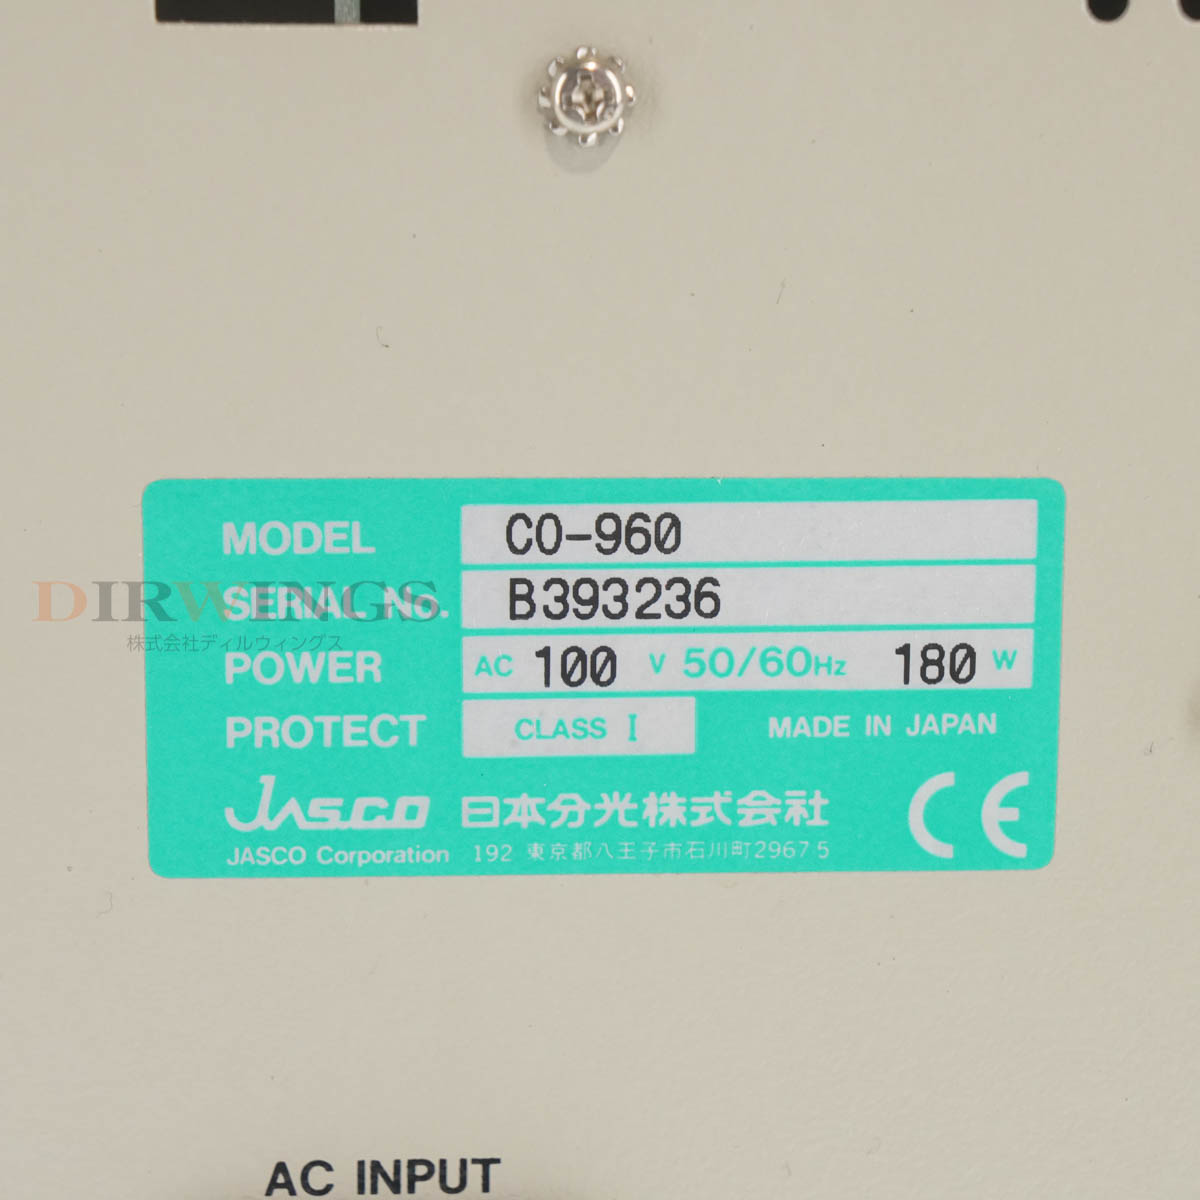 MODEL CO-960
SERIAL No. B393236
POWER AC 100 V 50/60Hz 180 W
PROTECT CLASS I MADE IN JAPAN
JASCO 日本分光株式会社 CE
JASCO Corporation 192 東京都八王子市石川町2967 5
DIRWINGS
株式会社ディルウィングス
AC INPUT